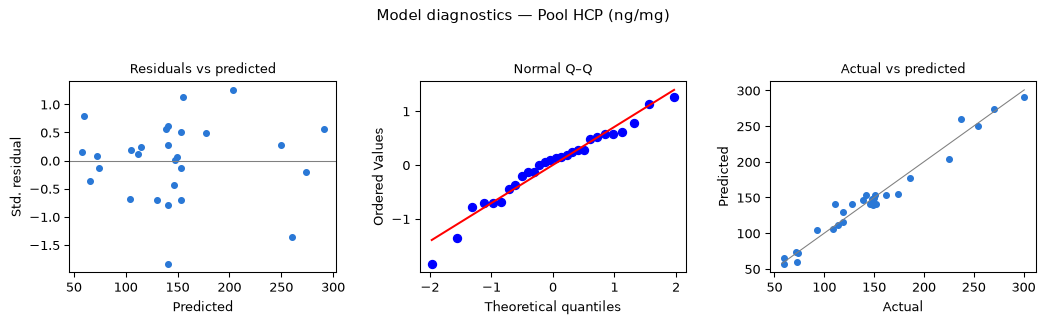 Model diagnostics — Pool HCP (ng/mg)
Residuals vs predicted
Std. residual
1.0
0.5
0.0
−0.5
−1.0
−1.5
50 100 150 200 250 300
Predicted
Normal Q–Q
Ordered Values
1
0
−1
−2 −1 0 1 2
Theoretical quantiles
Actual vs predicted
Predicted
300
250
200
150
100
50
50 100 150 200 250 300
Actual